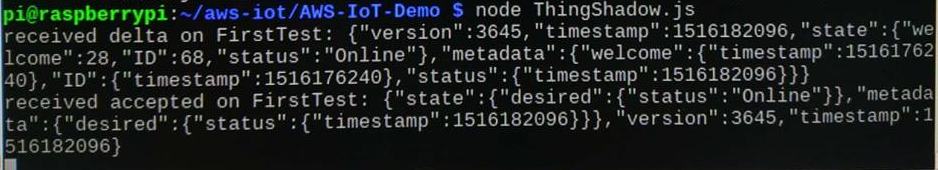 pi@raspberrypi:~/aws-iot/AWS-IoT-Demo $ node ThingShadow.js
received delta on FirstTest: {"version":3645,"timestamp":1516182096,"state":{"we
lcome":28,"ID":68,"status":"Online"},"metadata":{"welcome":{"timestamp":15161762
40},"ID":{"timestamp":1516176240},"status":{"timestamp":1516182096}}}
received accepted on FirstTest: {"state":{"desired":{"status":"Online"}},"metada
ta":{"desired":{"status":{"timestamp":1516182096}}},"version":3645,"timestamp":1
516182096}